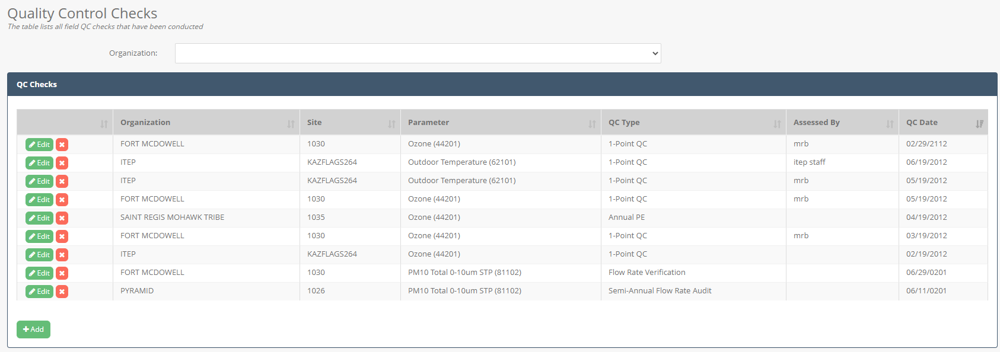 Quality Control Checks
The table lists all field QC checks that have been conducted
Organization:
QC Checks
Organization Site Parameter QC Type Assessed By QC Date
Edit FORT MCDOWELL 1030 Ozone (44201) 1-Point QC mrb 02/29/2112
Edit ITEP KAZFLAGS264 Outdoor Temperature (62101) 1-Point QC itep staff 06/19/2012
Edit ITEP KAZFLAGS264 Outdoor Temperature (62101) 1-Point QC mrb 05/19/2012
Edit FORT MCDOWELL 1030 Ozone (44201) 1-Point QC mrb 05/19/2012
Edit SAINT REGIS MOHAWK TRIBE 1035 Ozone (44201) Annual PE 04/19/2012
Edit FORT MCDOWELL 1030 Ozone (44201) 1-Point QC mrb 03/19/2012
Edit ITEP KAZFLAGS264 Ozone (44201) 1-Point QC 02/19/2012
Edit FORT MCDOWELL 1030 PM10 Total 0-10um STP (81102) Flow Rate Verification 06/29/0201
Edit PYRAMID 1026 PM10 Total 0-10um STP (81102) Semi-Annual Flow Rate Audit 06/11/0201
Add